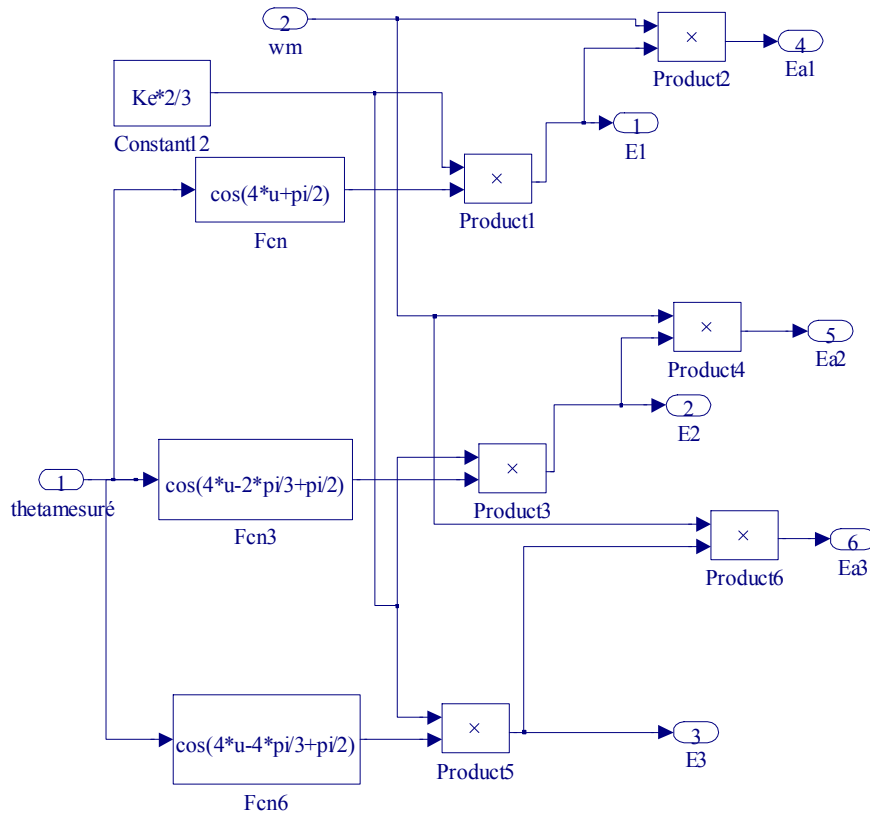 2
wm
×
Product2
4
Ea1
Ke*2/3
Constant12
1
E1
cos(4*u+pi/2)
Fcn
×
Product1
×
Product4
5
Ea2
2
E2
1
thetamesuré
cos(4*u-2*pi/3+pi/2)
Fcn3
×
Product3
×
Product6
6
Ea3
cos(4*u-4*pi/3+pi/2)
Fcn6
×
Product5
3
E3